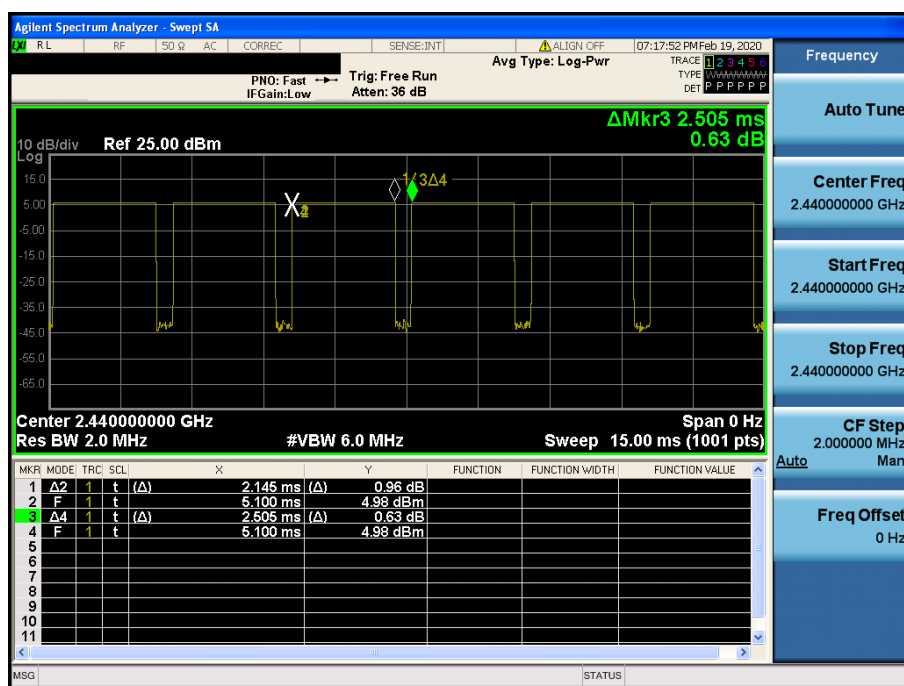 Agilent Spectrum Analyzer - Swept SA
LXI RL RF 50 Ω AC CORREC SENSE:INT ALIGN OFF 07:17:52 PM Feb 19, 2020
Avg Type: Log-Pwr
TRACE 1 2 3 4 5 6
TYPE WWWWWW
DET P P P P P P
PNO: Fast
IFGain:Low
Trig: Free Run
Atten: 36 dB
ΔMkr3 2.505 ms
0.63 dB
10 dB/div Ref 25.00 dBm
Log
15.0
5.00
-5.00
-15.0
-25.0
-35.0
-45.0
-55.0
-65.0
1/3Δ4
Center 2.440000000 GHz Span 0 Hz
Res BW 2.0 MHz #VBW 6.0 MHz Sweep 15.00 ms (1001 pts)
MKR MODE TRC SCL X Y FUNCTION FUNCTION WIDTH FUNCTION VALUE
1 Δ2 1 t (Δ) 2.145 ms (Δ) 0.96 dB
2 F 1 t 5.100 ms 4.98 dBm
3 Δ4 1 t (Δ) 2.505 ms (Δ) 0.63 dB
4 F 1 t 5.100 ms 4.98 dBm
5
6
7
8
9
10
11
MSG STATUS
Frequency
Auto Tune
Center Freq
2.440000000 GHz
Start Freq
2.440000000 GHz
Stop Freq
2.440000000 GHz
CF Step
2.000000 MHz
Auto Man
Freq Offset
0 Hz